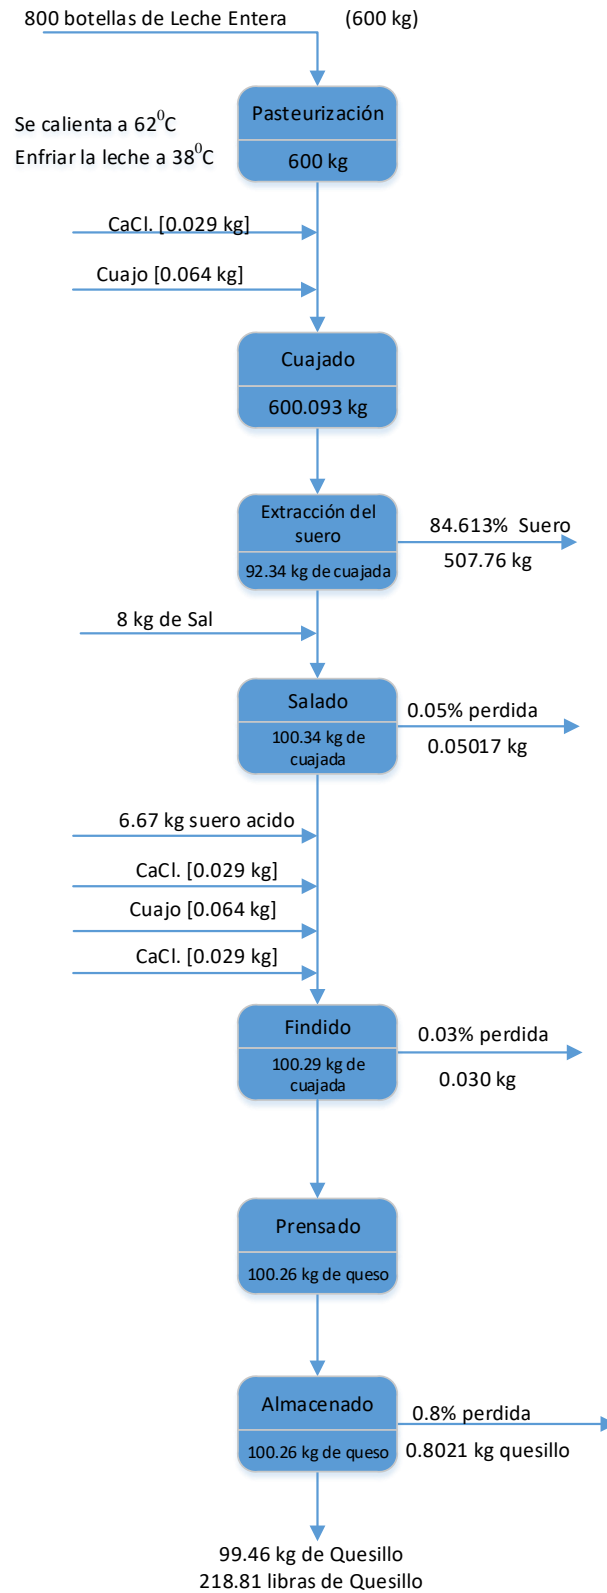 800 botellas de Leche Entera (600 kg)
Pasteurización
600 kg
Se calienta a 62⁰C
Enfriar la leche a 38⁰C
CaCl. [0.029 kg]
Cuajo [0.064 kg]
Cuajado
600.093 kg
Extracción del
suero
92.34 kg de cuajada
84.613% Suero
507.76 kg
8 kg de Sal
Salado
100.34 kg de
cuajada
0.05% perdida
0.05017 kg
6.67 kg suero acido
CaCl. [0.029 kg]
Cuajo [0.064 kg]
CaCl. [0.029 kg]
Findido
100.29 kg de
cuajada
0.03% perdida
0.030 kg
Prensado
100.26 kg de queso
Almacenado
100.26 kg de queso
0.8% perdida
0.8021 kg quesillo
99.46 kg de Quesillo
218.81 libras de Quesillo